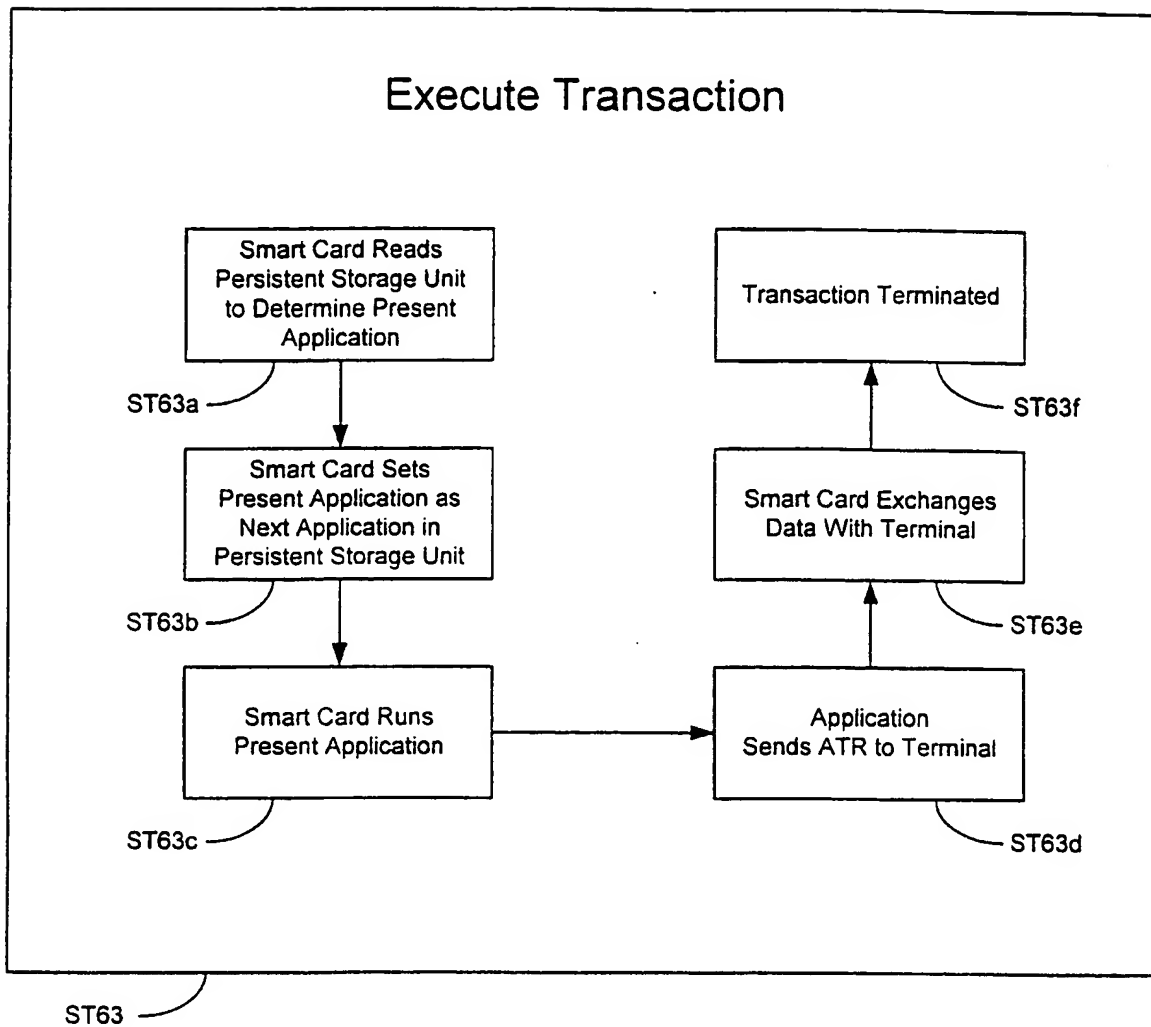 Execute Transaction
Smart Card Reads
Persistent Storage Unit
to Determine Present
Application
ST63a
Smart Card Sets
Present Application as
Next Application in
Persistent Storage Unit
ST63b
Smart Card Runs
Present Application
ST63c
Application
Sends ATR to Terminal
ST63d
Smart Card Exchanges
Data With Terminal
ST63e
Transaction Terminated
ST63f
ST63